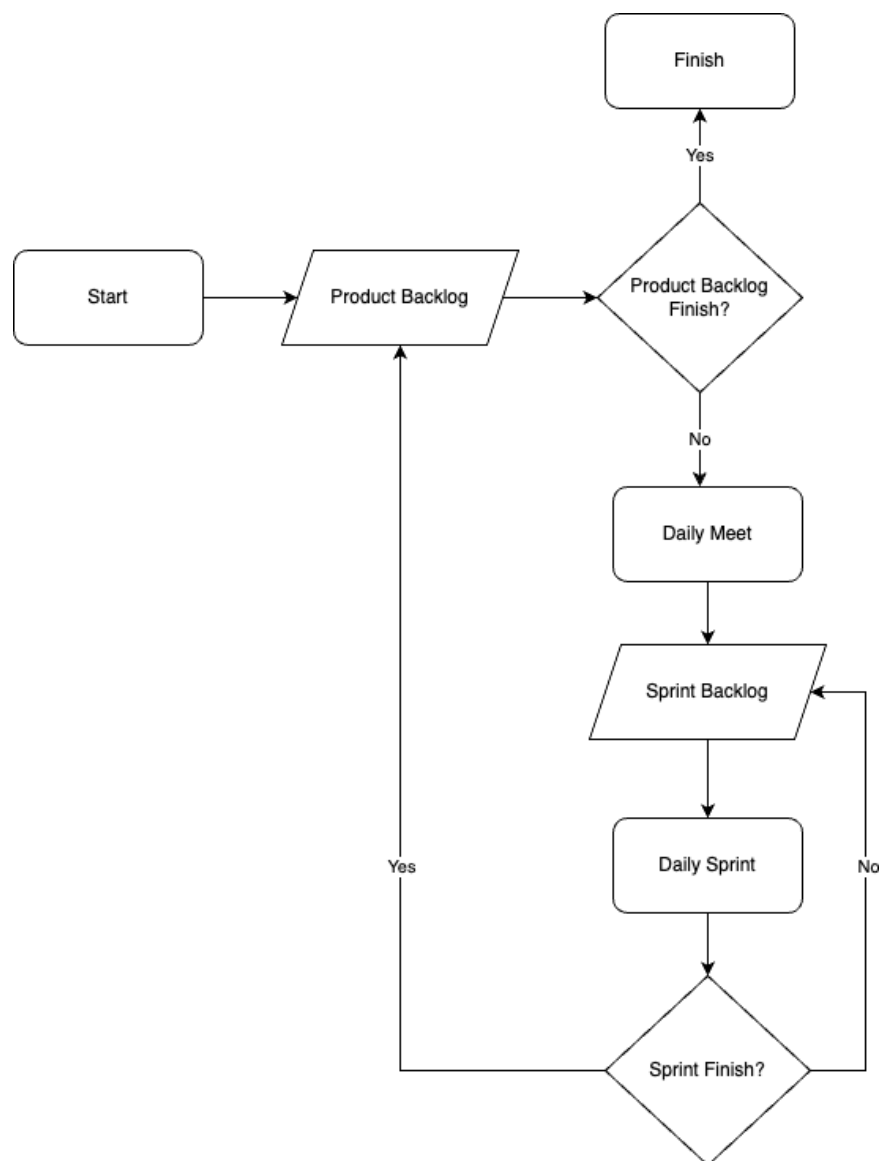 Finish
Yes
Start
Product Backlog
Product Backlog
Finish?
No
Daily Meet
Sprint Backlog
Daily Sprint
Yes
No
Sprint Finish?